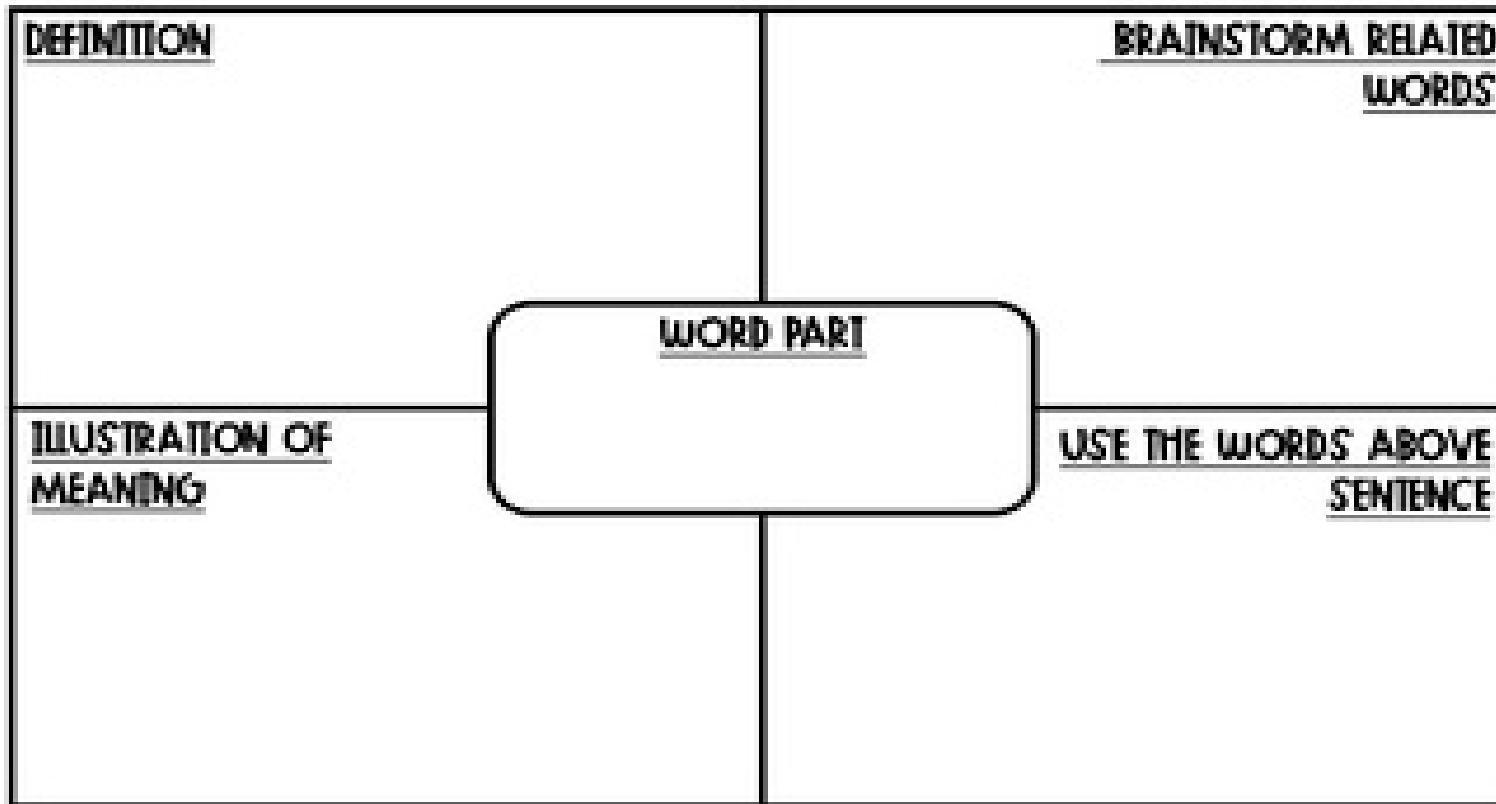 DEFINITION
BRAINSTORM RELATED
WORDS
WORD PART
ILLUSTRATION OF
MEANING
USE THE WORDS ABOVE
SENTENCE